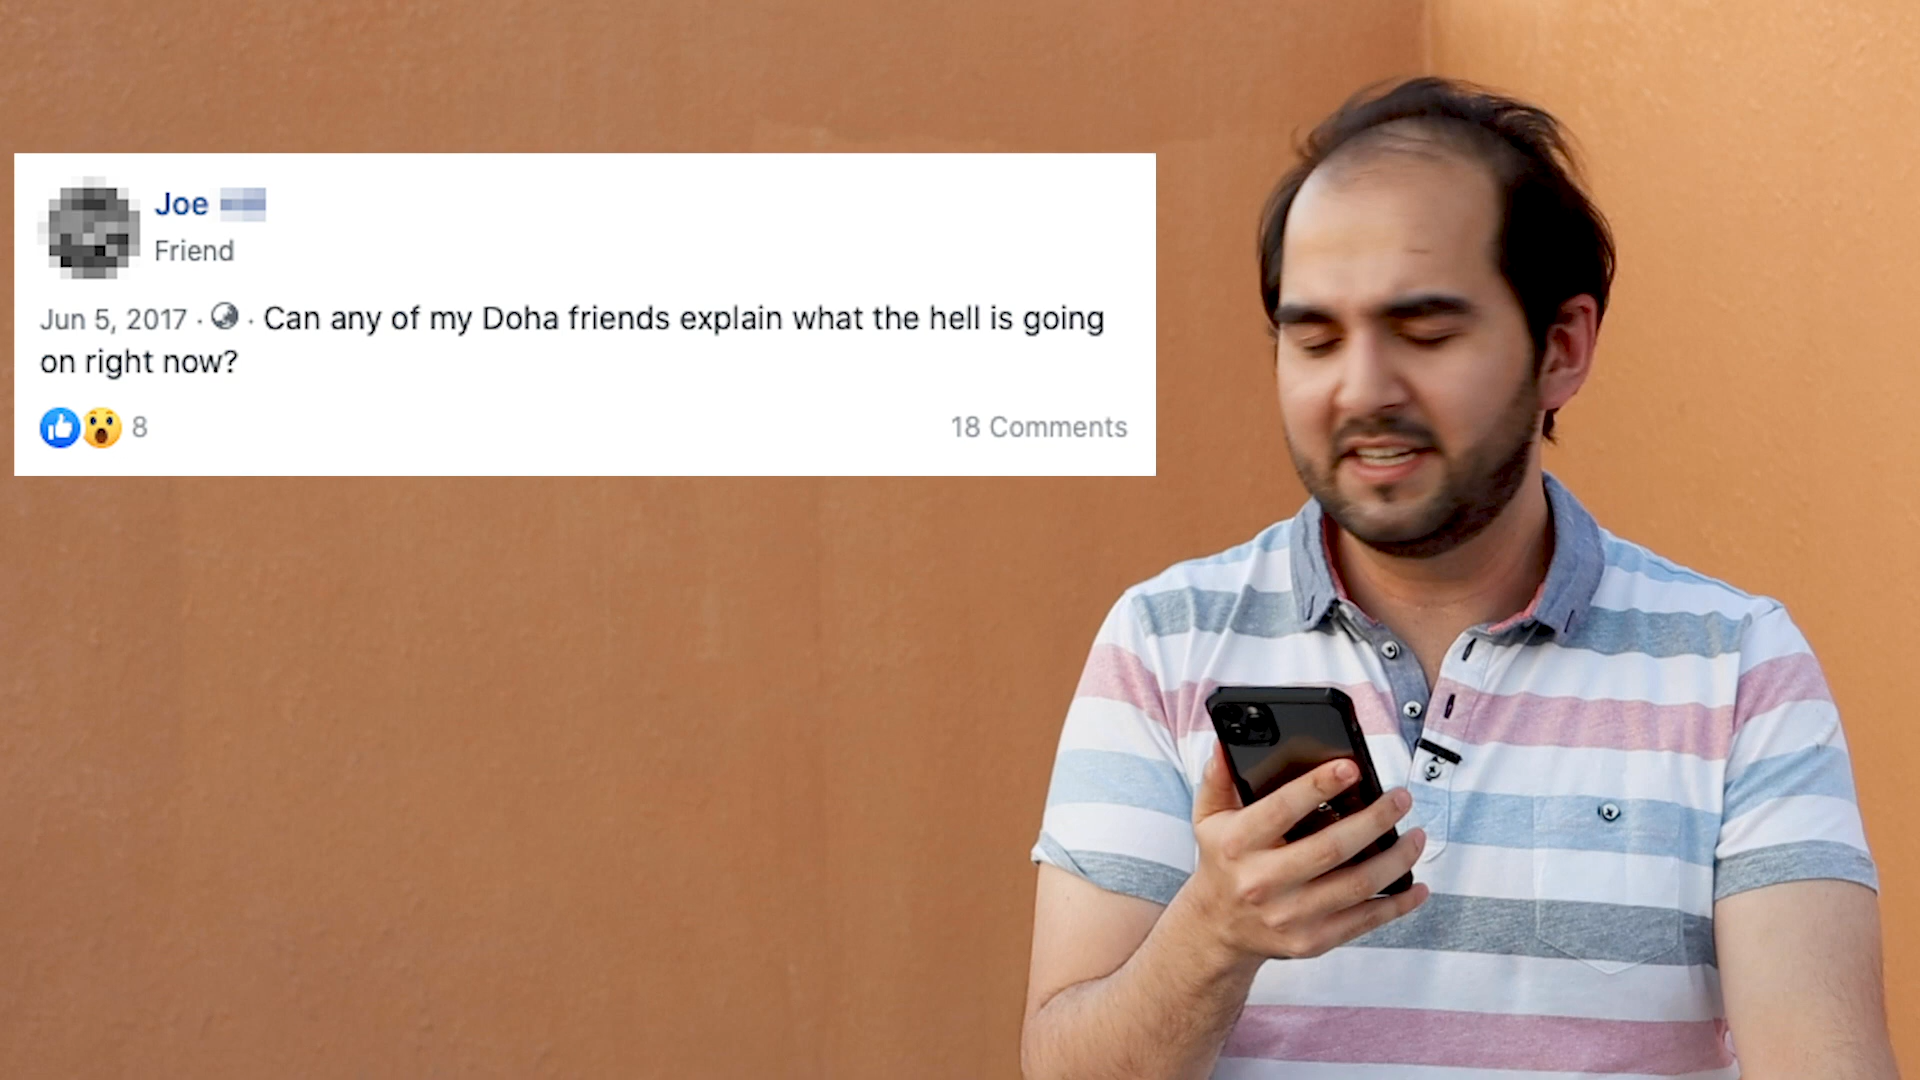 Joe
Friend
Jun 5, 2017 · · Can any of my Doha friends explain what the hell is going
on right now?
8
18 Comments